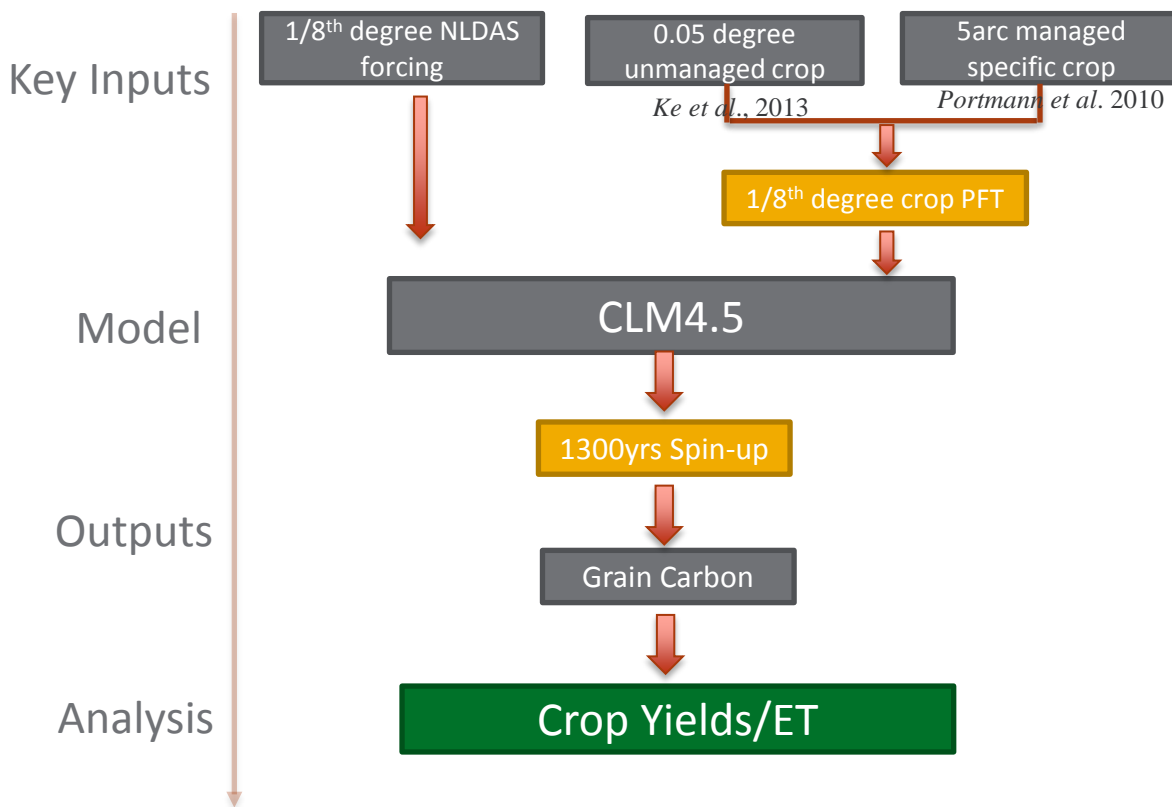 Key Inputs
1/8th degree NLDAS
forcing
0.05 degree
unmanaged crop
Ke et al., 2013
5arc managed
specific crop
Portmann et al. 2010
1/8th degree crop PFT
Model
CLM4.5
1300yrs Spin-up
Outputs
Grain Carbon
Analysis
Crop Yields/ET